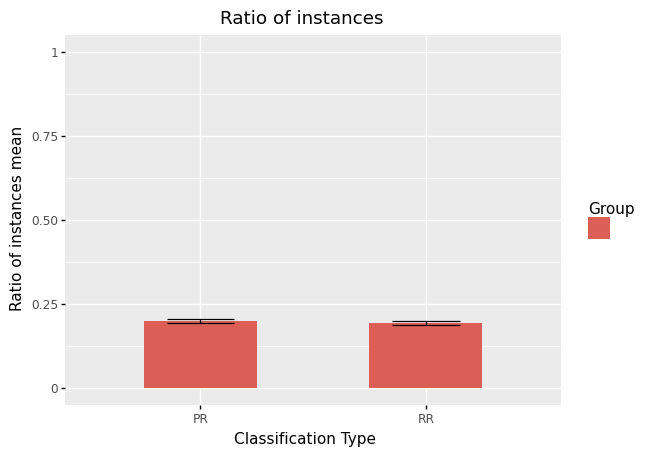 Ratio of instances
1
0.75
0.50
0.25
0
Ratio of instances mean
PR
RR
Classification Type
Group